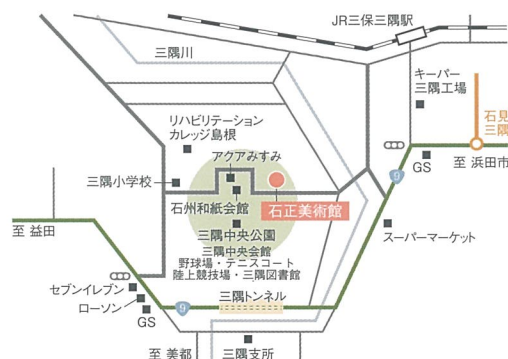 JR三保三隅駅
三隅川
キーパー
三隅工場
石見
三隅
リハビリテーション
カレッジ島根
アクアみすみ
GS
至 浜田市
9
三隅小学校
石州和紙会館
石正美術館
三隅中央公園
スーパーマーケット
至 益田
三隅中央会館
野球場・テニスコート
陸上競技場・三隅図書館
セブンイレブン
ローソン
GS
9
三隅トンネル
至 美都
三隅支所